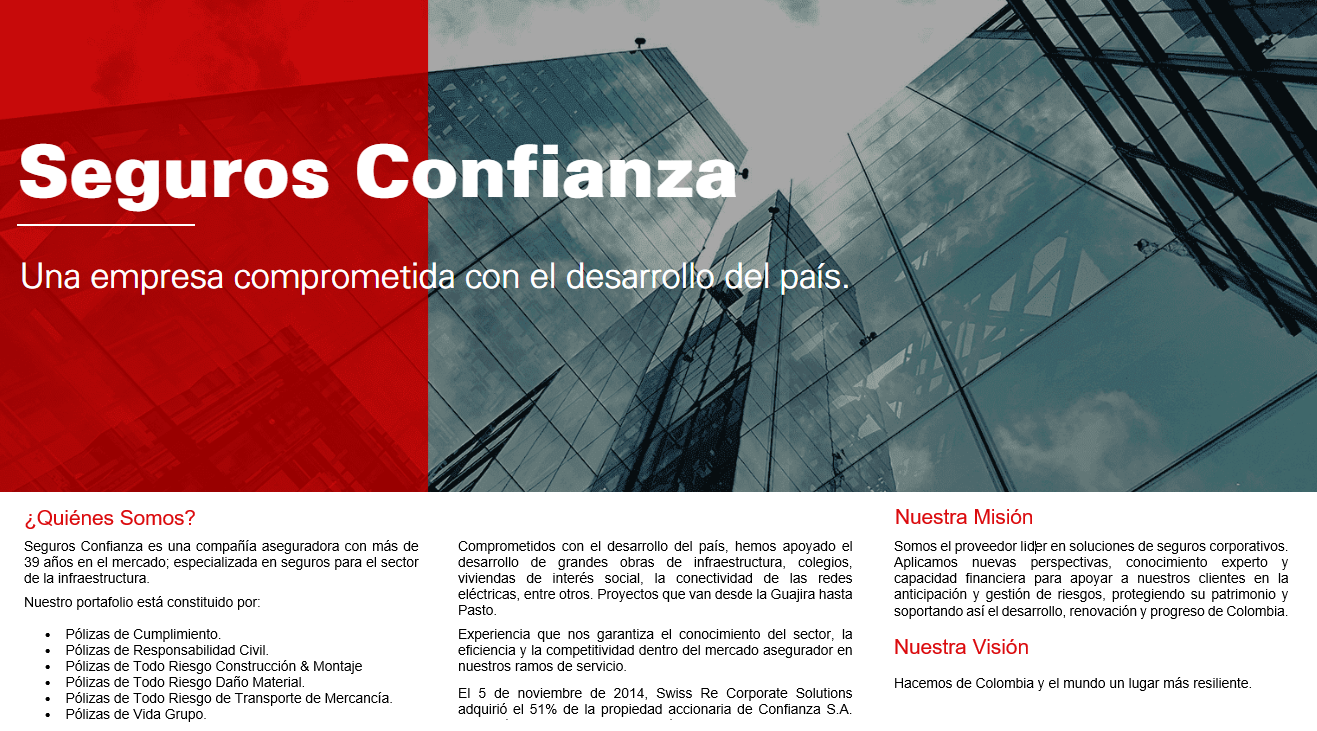 Seguros Confianza
Una empresa comprometida con el desarrollo del país.
¿Quiénes Somos?
Seguros Confianza es una compañía aseguradora con más de
39 años en el mercado; especializada en seguros para el sector
de la infraestructura.
Nuestro portafolio está constituido por:
• Pólizas de Cumplimiento.
• Pólizas de Responsabilidad Civil.
• Pólizas de Todo Riesgo Construcción & Montaje
• Pólizas de Todo Riesgo Daño Material.
• Pólizas de Todo Riesgo de Transporte de Mercancía.
• Pólizas de Vida Grupo.
Comprometidos con el desarrollo del país, hemos apoyado el
desarrollo de grandes obras de infraestructura, colegios,
viviendas de interés social, la conectividad de las redes
eléctricas, entre otros. Proyectos que van desde la Guajira hasta
Pasto.
Experiencia que nos garantiza el conocimiento del sector, la
eficiencia y la competitividad dentro del mercado asegurador en
nuestros ramos de servicio.
El 5 de noviembre de 2014, Swiss Re Corporate Solutions
adquirió el 51% de la propiedad accionaria de Confianza S.A.
Nuestra Misión
Somos el proveedor lider en soluciones de seguros corporativos.
Aplicamos nuevas perspectivas, conocimiento experto y
capacidad financiera para apoyar a nuestros clientes en la
anticipación y gestión de riesgos, protegiendo su patrimonio y
soportando así el desarrollo, renovación y progreso de Colombia.
Nuestra Visión
Hacemos de Colombia y el mundo un lugar más resiliente.